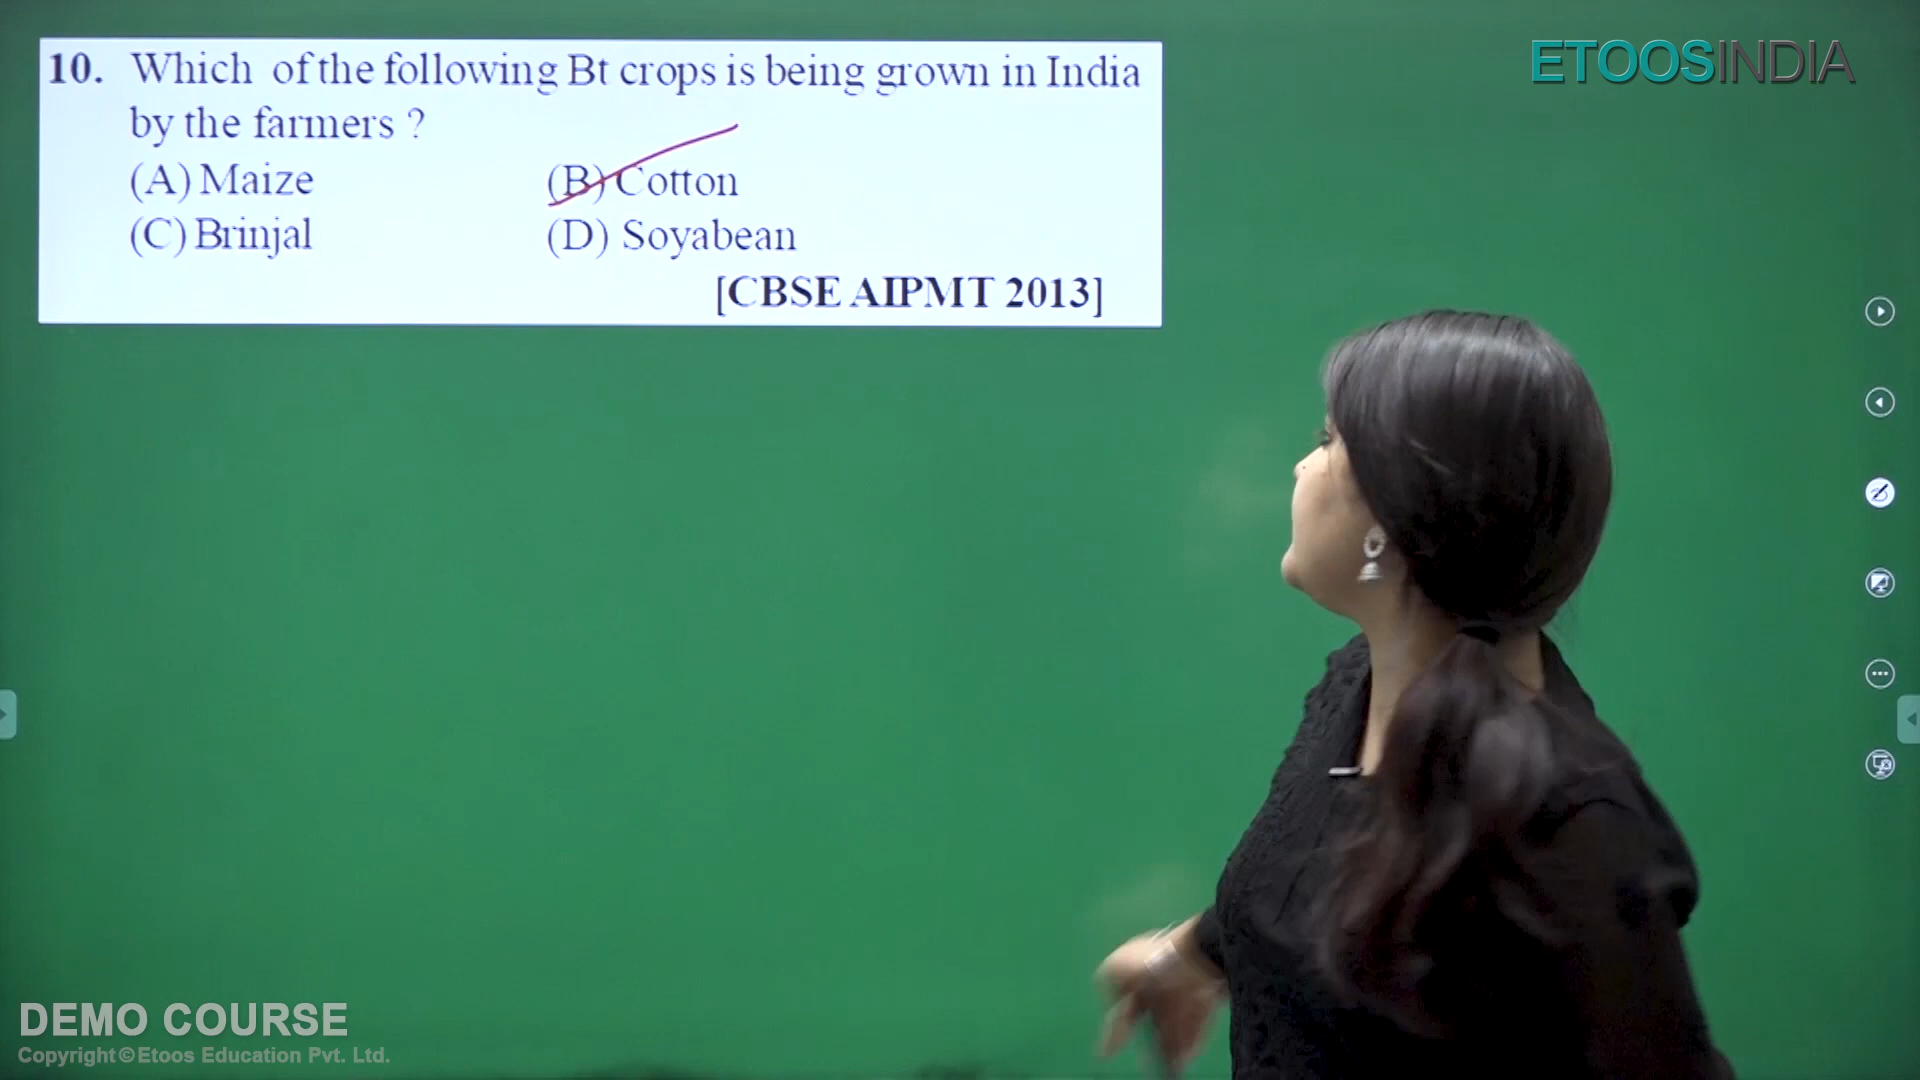 ETOOSINDIA
10. Which of the following Bt crops is being grown in India
by the farmers ?
(A) Maize (B) Cotton
(C) Brinjal (D) Soyabean
[CBSE AIPMT 2013]
DEMO COURSE
Copyright © Etoos Education Pvt. Ltd.